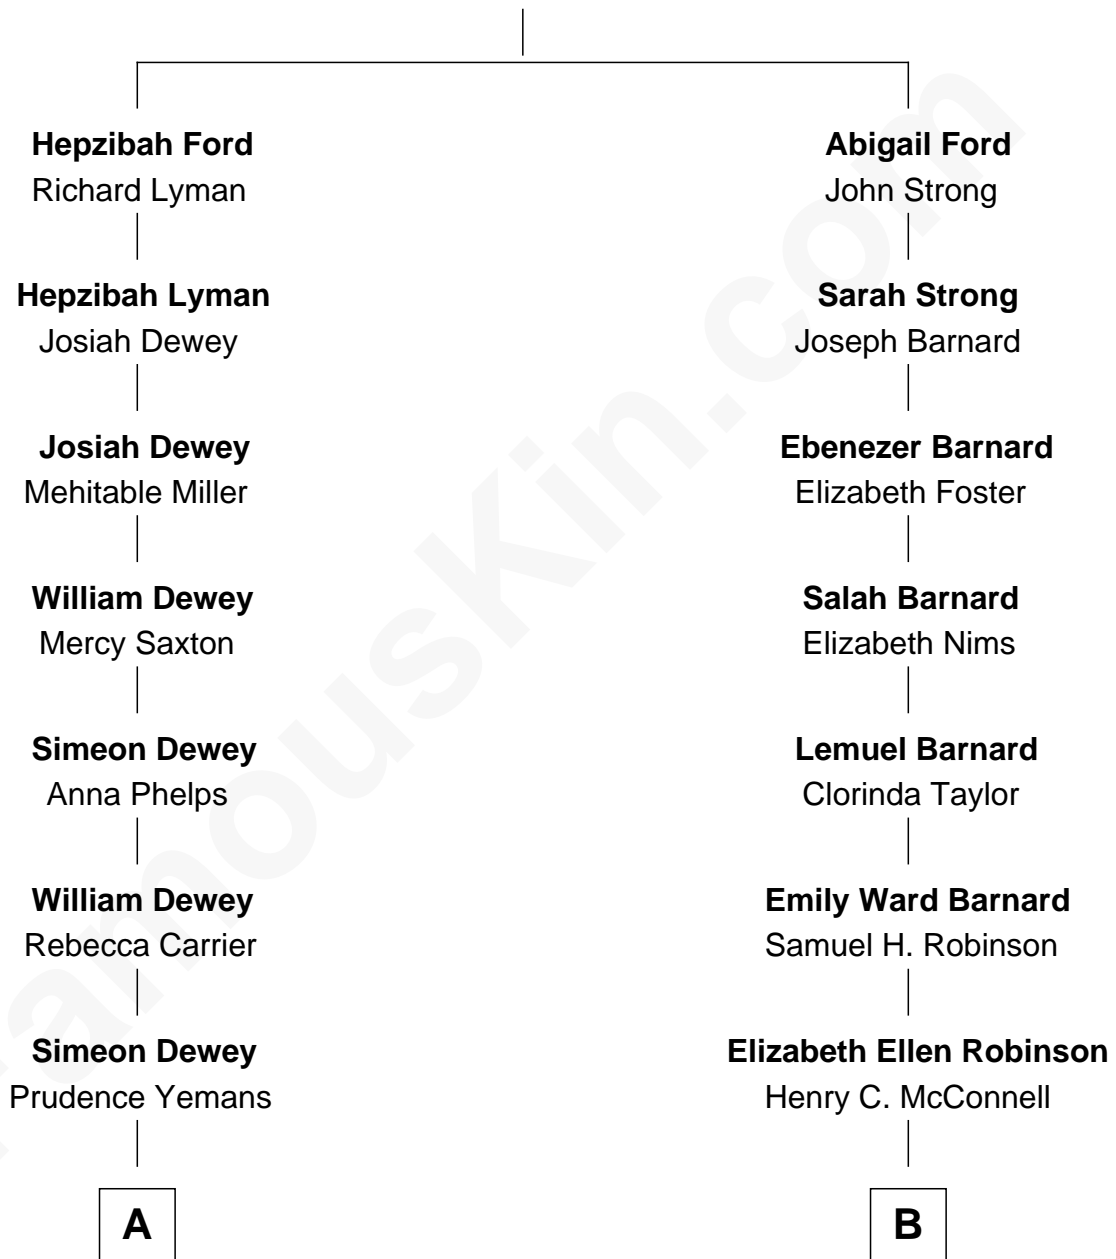 Hepzibah Ford
Richard Lyman
Hepzibah Lyman
Josiah Dewey
Josiah Dewey
Mehitable Miller
William Dewey
Mercy Saxton
Simeon Dewey
Anna Phelps
William Dewey
Rebecca Carrier
Simeon Dewey
Prudence Yemans
A
Abigail Ford
John Strong
Sarah Strong
Joseph Barnard
Ebenezer Barnard
Elizabeth Foster
Salah Barnard
Elizabeth Nims
Lemuel Barnard
Clorinda Taylor
Emily Ward Barnard
Samuel H. Robinson
Elizabeth Ellen Robinson
Henry C. McConnell
B
FamousKin.com